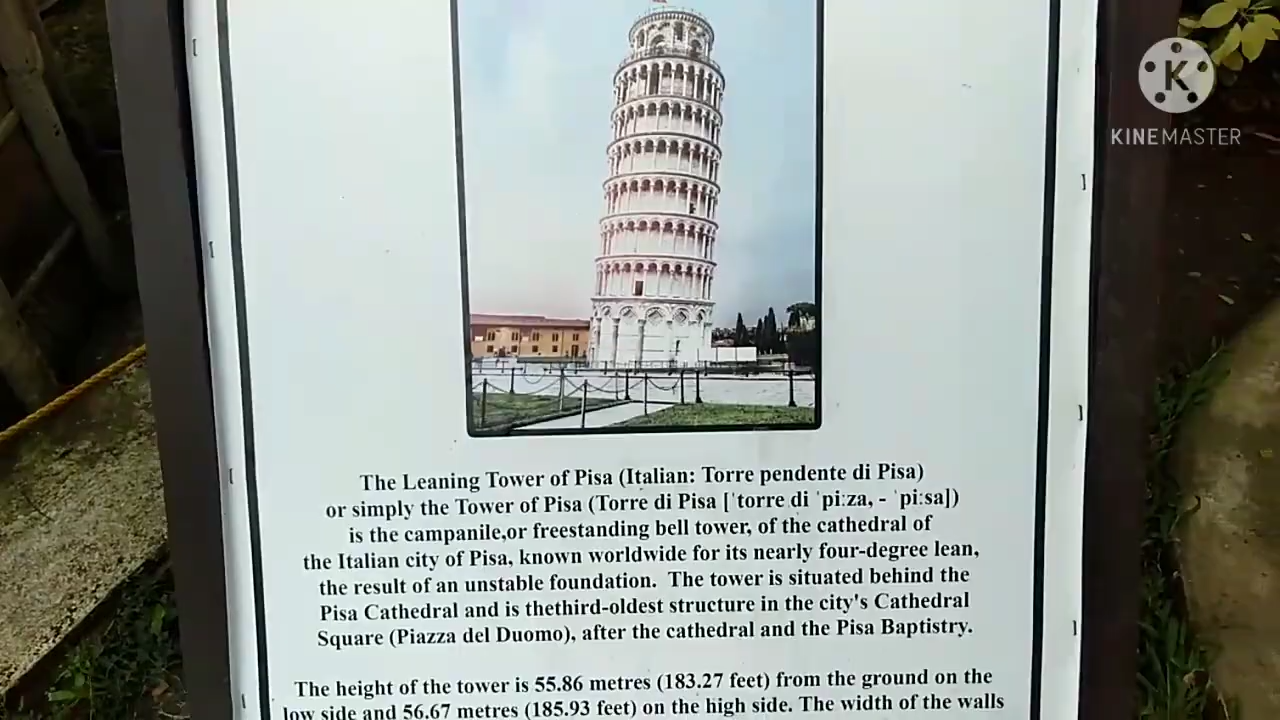 K
KINEMASTER
The Leaning Tower of Pisa (Italian: Torre pendente di Pisa)
or simply the Tower of Pisa (Torre di Pisa [ˈtorre di ˈpiːza, - ˈpiːsa])
is the campanile,or freestanding bell tower, of the cathedral of
the Italian city of Pisa, known worldwide for its nearly four-degree lean,
the result of an unstable foundation. The tower is situated behind the
Pisa Cathedral and is thethird-oldest structure in the city's Cathedral
Square (Piazza del Duomo), after the cathedral and the Pisa Baptistry.
The height of the tower is 55.86 metres (183.27 feet) from the ground on the
low side and 56.67 metres (185.93 feet) on the high side. The width of the walls